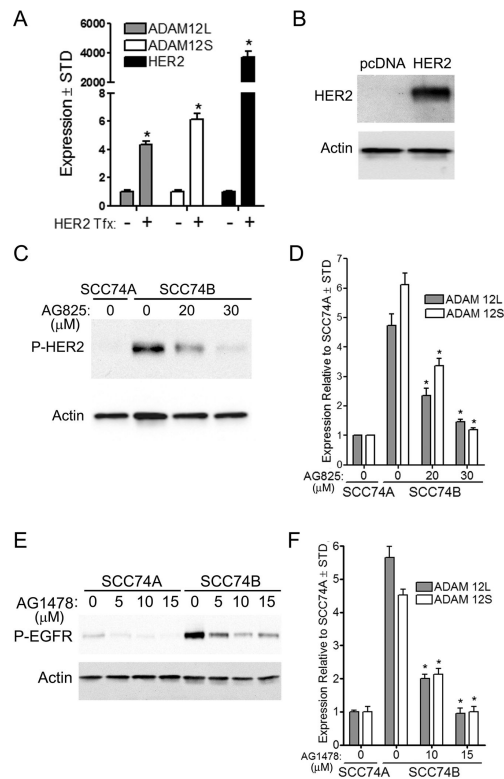 A
Expression ± STD
6000
4000
2000
8
6
4
2
0
ADAM12L
ADAM12S
HER2
* * *
HER2 Tfx: - + - + - +
B
pcDNA HER2
HER2
Actin
C
SCC74A SCC74B
AG825: 0 0 20 30
(μM)
P-HER2
Actin
D
Expression Relative to SCC74A ± STD
7
6
5
4
3
2
1
0
ADAM 12L
ADAM 12S
* * * *
AG825: 0 0 20 30
(μM)
SCC74A SCC74B
E
SCC74A SCC74B
AG1478: 0 5 10 15 0 5 10 15
(μM)
P-EGFR
Actin
F
Expression Relative to SCC74A ± STD.
6
5
4
3
2
1
0
ADAM 12L
ADAM 12S
* * * *
AG1478: 0 0 10 15
(μM)
SCC74A SCC74B